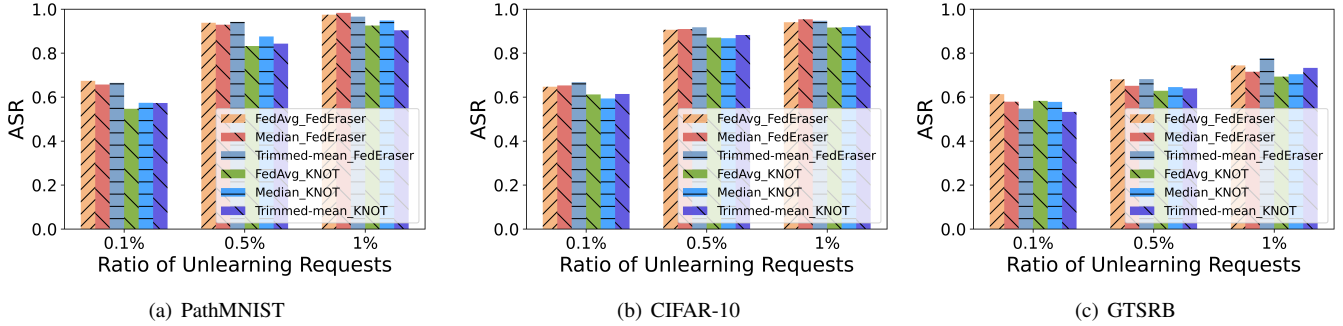 1.0
0.8
0.6
0.4
0.2
0.0
ASR
FedAvg_FedEraser
Median_FedEraser
Trimmed-mean_FedEraser
FedAvg_KNOT
Median_KNOT
Trimmed-mean_KNOT
0.1% 0.5% 1%
Ratio of Unlearning Requests
(a) PathMNIST
1.0
0.8
0.6
0.4
0.2
0.0
ASR
FedAvg_FedEraser
Median_FedEraser
Trimmed-mean_FedEraser
FedAvg_KNOT
Median_KNOT
Trimmed-mean_KNOT
0.1% 0.5% 1%
Ratio of Unlearning Requests
(b) CIFAR-10
1.0
0.8
0.6
0.4
0.2
0.0
ASR
FedAvg_FedEraser
Median_FedEraser
Trimmed-mean_FedEraser
FedAvg_KNOT
Median_KNOT
Trimmed-mean_KNOT
0.1% 0.5% 1%
Ratio of Unlearning Requests
(c) GTSRB